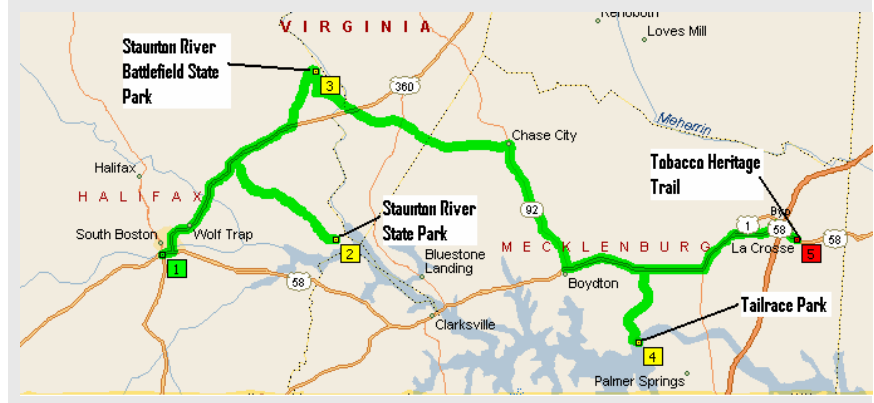 VIRGINIA
Loves Mill
Staunton River
Battlefield State
Park
3
360
Meherrin
Chase City
Halifax
HALIFAX
Tobacco Heritage
Trail
92
Staunton River
State Park
1
Byp
58
58
South Boston
Wolf Trap
MECKLENBURG
La Crosse
5
1
2
Bluestone
Landing
58
Boydton
Clarksville
Tailrace Park
4
Palmer Springs